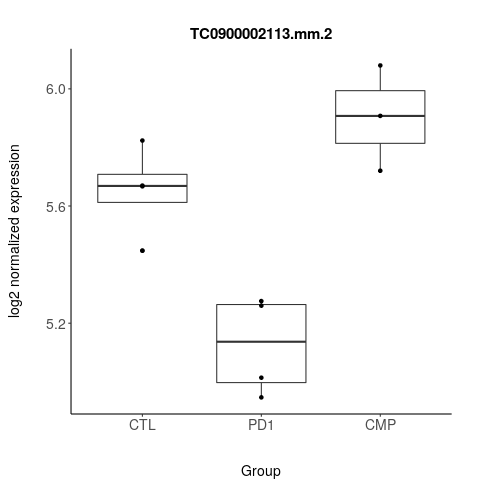 TC0900002113.mm.2
log2 normalized expression
6.0
5.6
5.2
CTL
PD1
CMP
Group